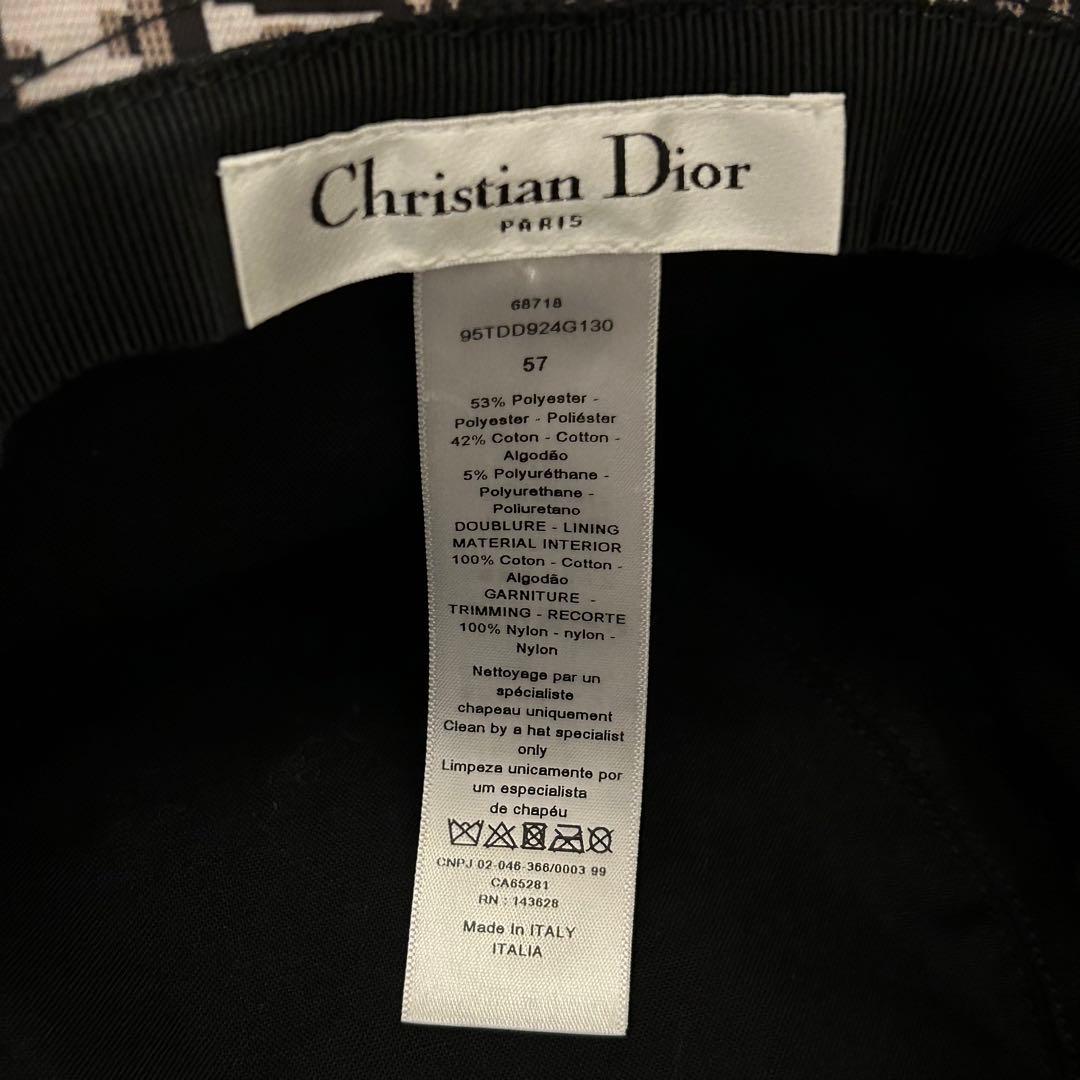 Christian Dior
PARIS
68718
95TDD924G130
57
53% Polyester -
Polyester - Poliéster
42% Coton - Cotton -
Algodão
5% Polyuréthane -
Polyurethane -
Poliuretano
DOUBLURE - LINING
MATERIAL INTERIOR
100% Coton - Cotton -
Algodão
GARNITURE -
TRIMMING - RECORTE
100% Nylon - nylon -
Nylon
Nettoyage par un
spécialiste
chapeau uniquement
Clean by a hat specialist
only
Limpeza unicamente por
um especialista
de chapéu
CNPJ 02-046-366/0003 99
CA65281
RN : 143628
Made In ITALY
ITALIA